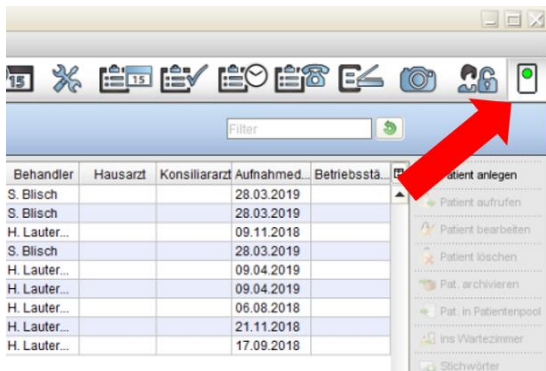 15
15
Filter
Behandler Hausarzt Konsiliararzt Aufnahmed... Betriebsstä...
S. Blisch 28.03.2019
S. Blisch 28.03.2019
H. Lauter... 09.11.2018
S. Blisch 28.03.2019
H. Lauter... 09.04.2019
H. Lauter... 09.04.2019
H. Lauter... 06.08.2018
H. Lauter... 21.11.2018
H. Lauter... 17.09.2018
atient anlegen
Patient aufrufen
Patient bearbeiten
Patient löschen
Pat. archivieren
Pat. in Patientenpool
ins Wartezimmer
Stichwörter